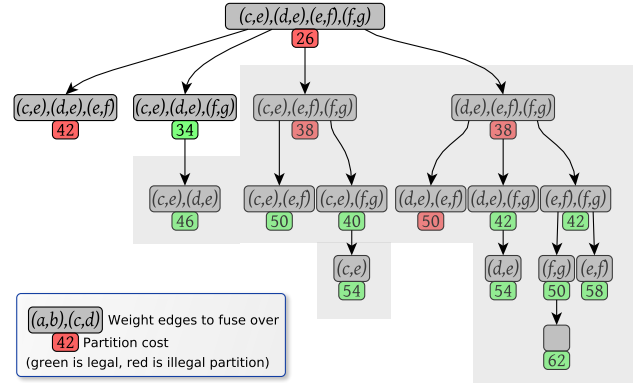 (c,e),(d,e),(e,f),(f,g)
26
(c,e),(d,e),(e,f)
(c,e),(d,e),(f,g)
(c,e),(e,f),(f,g)
(d,e),(e,f),(f,g)
42
34
38
38
(c,e),(d,e)
(c,e),(e,f)
(c,e),(f,g)
(d,e),(e,f)
(d,e),(f,g)
(e,f),(f,g)
46
50
40
50
42
42
(c,e)
(d,e)
(f,g)
(e,f)
54
54
50
58
62
(a,b),(c,d) Weight edges to fuse over
42 Partition cost
(green is legal, red is illegal partition)